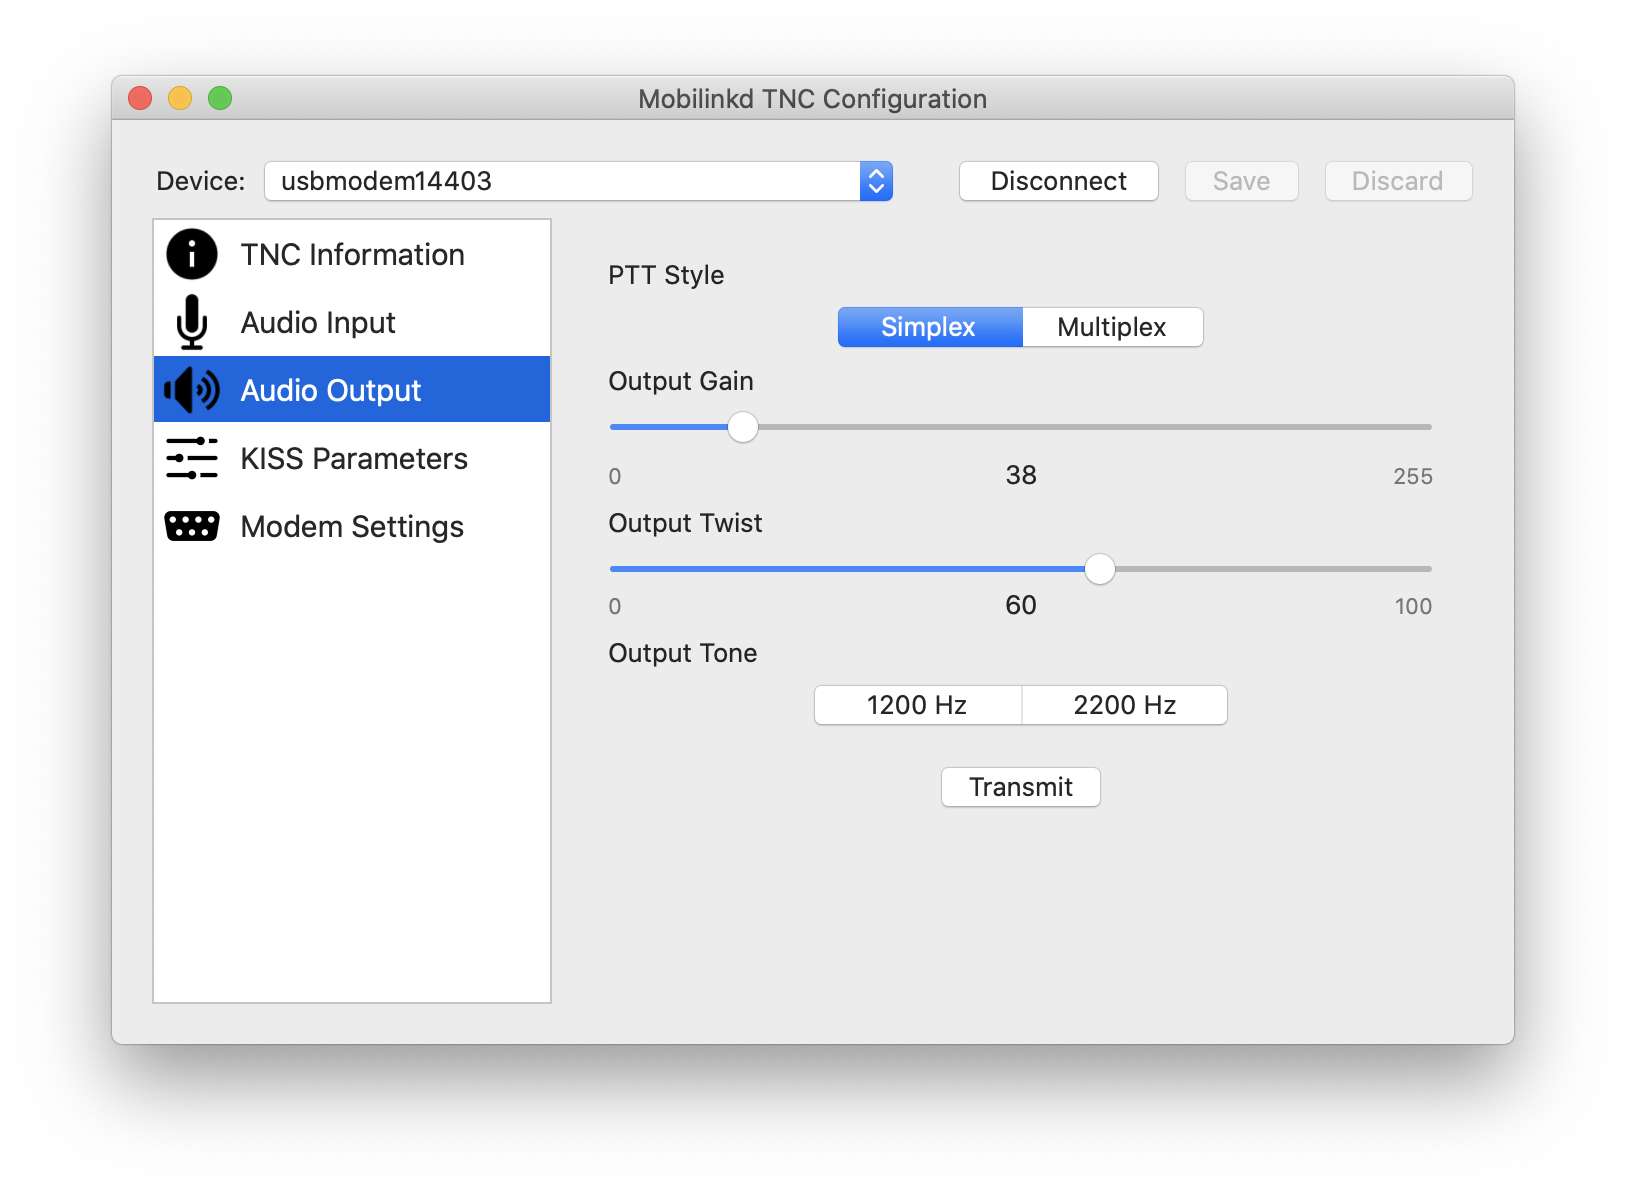 Mobilinkd TNC Configuration
Device: usbmodem14403 Disconnect Save Discard
TNC Information
Audio Input
Audio Output
KISS Parameters
Modem Settings
PTT Style
Simplex Multiplex
Output Gain
0 38 255
Output Twist
0 60 100
Output Tone
1200 Hz 2200 Hz
Transmit